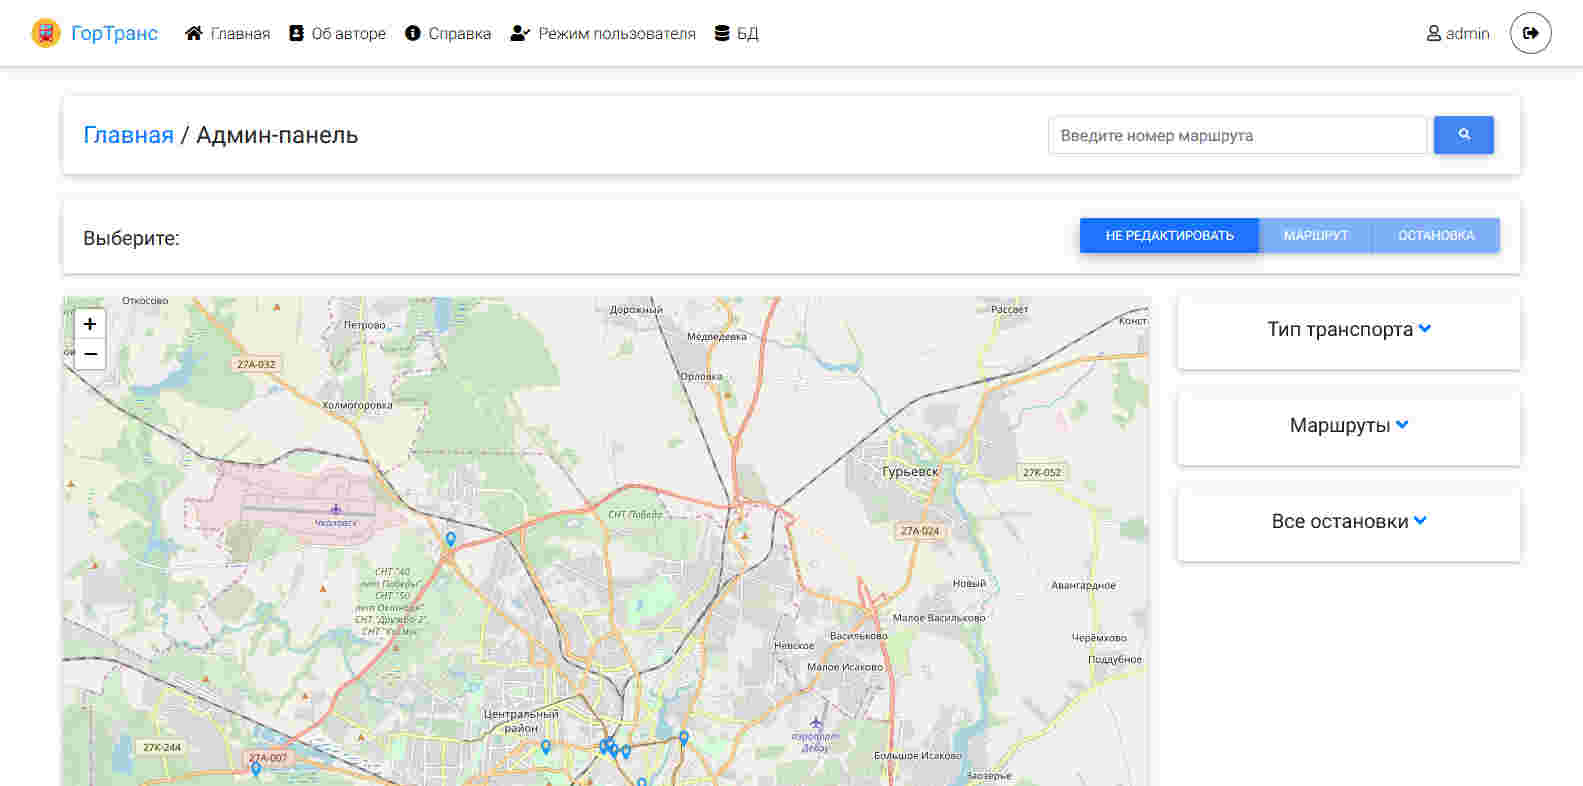 ГорТранс Главная Об авторе Справка Режим пользователя БД admin
Главная / Админ-панель
Введите номер маршрута
Выберите:
НЕ РЕДАКТИРОВАТЬ МАРШРУТ ОСТАНОВКА
Тип транспорта
Маршруты
Все остановки
+
−
Откосово
Дорожный
Рассвет
Конст
Петрово
Медведевка
27А-032
Орловка
Холмогоровка
Гурьевск
27К-052
Чкаловск
СНТ Победа
27А-024
СНТ "40
лет Победы"
СНТ "50
лет Октября"
СНТ "Дружба-2"
СНТ "Космос"
Новый
Авангардное
Малое Васильково
Васильково
Черёмхово
Невское
Поддубное
Малое Исаково
Центральный
район
аэропорт
Девау
27К-244
27А-007
Большое Исаково
Заозерье